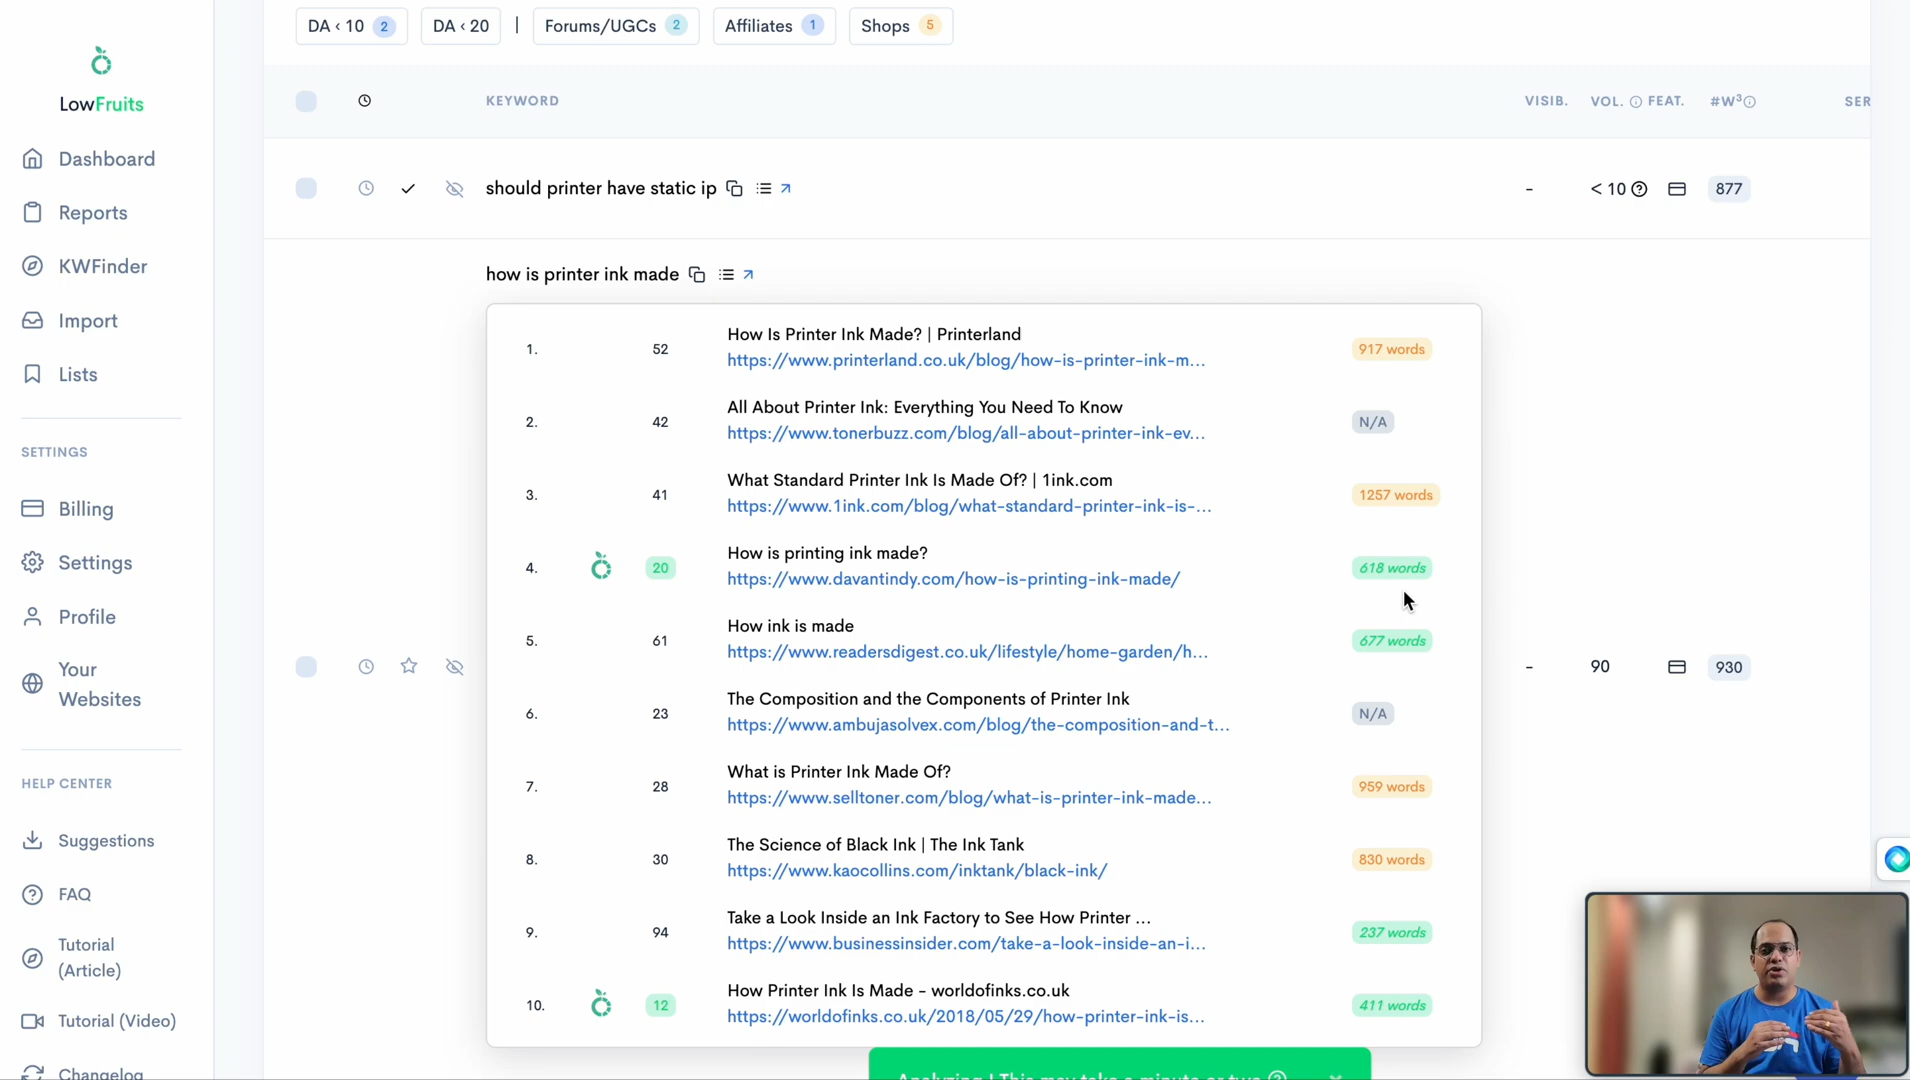 DA < 10 2 DA < 20 | Forums/UGCs 2 Affiliates 1 Shops 5
LowFruits
Dashboard
Reports
KWFinder
Import
Lists
SETTINGS
Billing
Settings
Profile
Your
Websites
HELP CENTER
Suggestions
FAQ
Tutorial
(Article)
Tutorial (Video)
Changelog
KEYWORD VISIB. VOL. FEAT. #W³ SER
should printer have static ip - < 10 877
how is printer ink made
- 90 930
1. 52 How Is Printer Ink Made? | Printerland 917 words
https://www.printerland.co.uk/blog/how-is-printer-ink-m...
2. 42 All About Printer Ink: Everything You Need To Know N/A
https://www.tonerbuzz.com/blog/all-about-printer-ink-ev...
3. 41 What Standard Printer Ink Is Made Of? | 1ink.com 1257 words
https://www.1ink.com/blog/what-standard-printer-ink-is-...
4. 20 How is printing ink made? 618 words
https://www.davantindy.com/how-is-printing-ink-made/
5. 61 How ink is made 677 words
https://www.readersdigest.co.uk/lifestyle/home-garden/h...
6. 23 The Composition and the Components of Printer Ink N/A
https://www.ambujasolvex.com/blog/the-composition-and-t...
7. 28 What is Printer Ink Made Of? 959 words
https://www.selltoner.com/blog/what-is-printer-ink-made...
8. 30 The Science of Black Ink | The Ink Tank 830 words
https://www.kaocollins.com/inktank/black-ink/
9. 94 Take a Look Inside an Ink Factory to See How Printer ... 237 words
https://www.businessinsider.com/take-a-look-inside-an-i...
10. 12 How Printer Ink Is Made - worldofinks.co.uk 411 words
https://worldofinks.co.uk/2018/05/29/how-printer-ink-is...
Analyzing ! This may take a minute or two